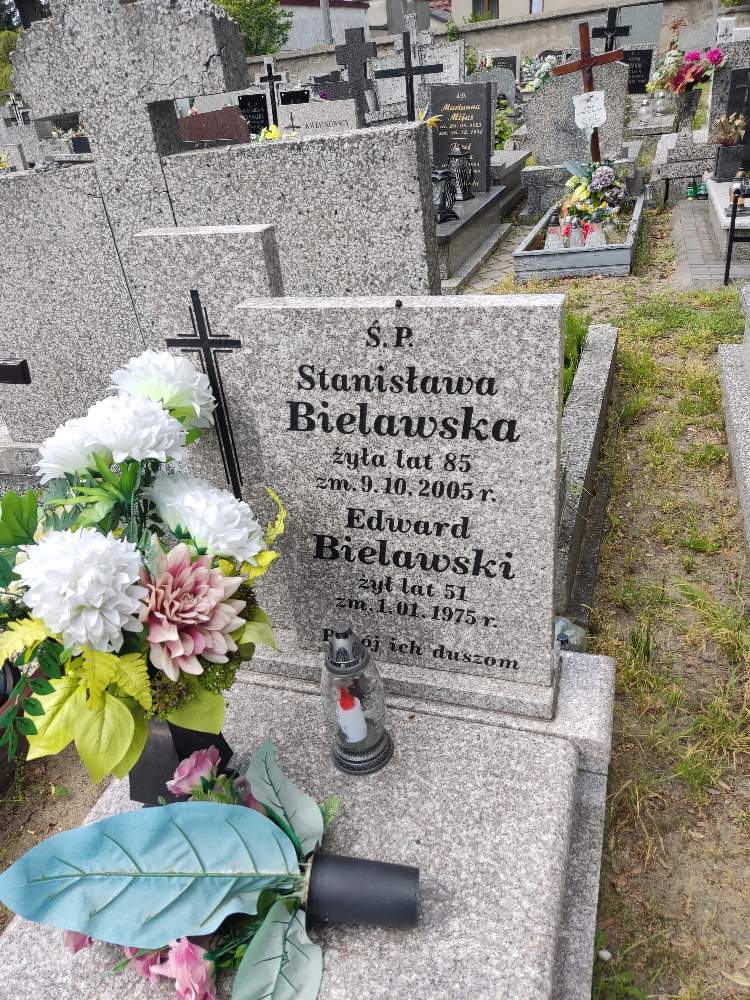 Ś. P.
Stanisława
Bielawska
żyła lat 85
zm. 9. 10. 2005 r.
Edward
Bielawski
żył lat 51
zm. 1. 01. 1975 r.
Pokój ich duszom
Ś.P.
Marianna